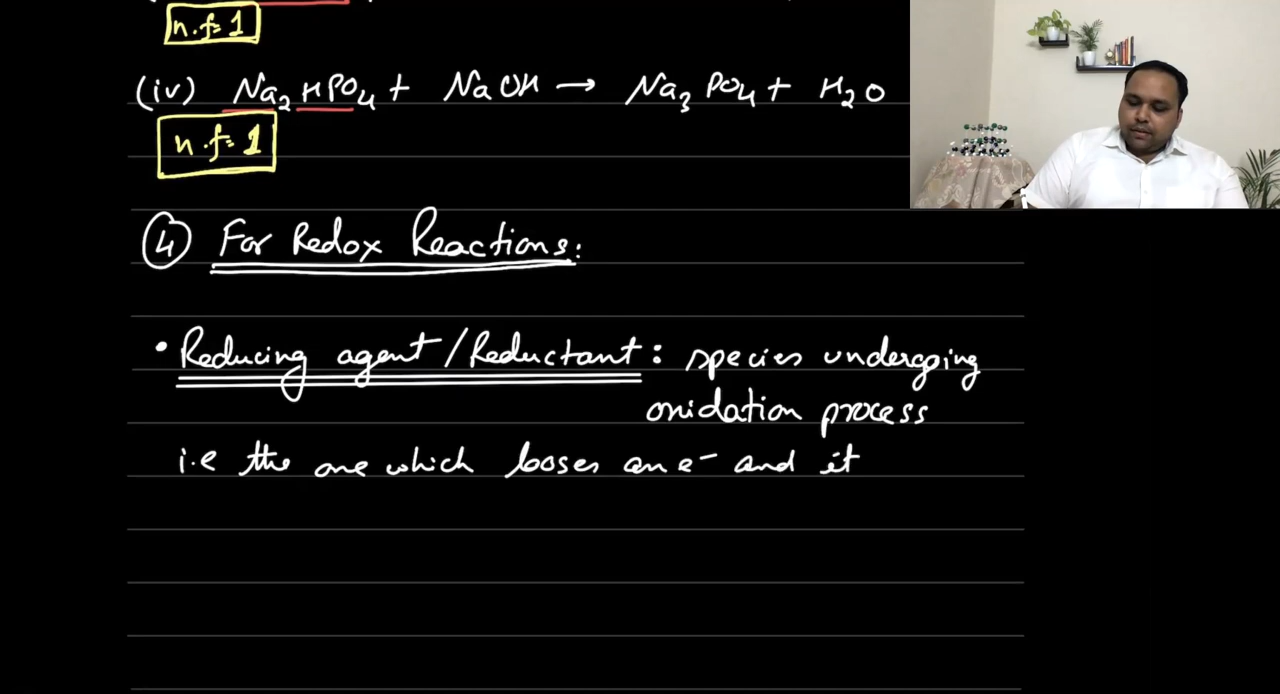 n.f=1
(iv) Na₂HPO₄ + NaOH → Na₃PO₄ + H₂O
n.f=1
④ For Redox Reactions:
• Reducing agent/Reductant: species undergoing
oxidation process
i.e the one which looses an e⁻ and it